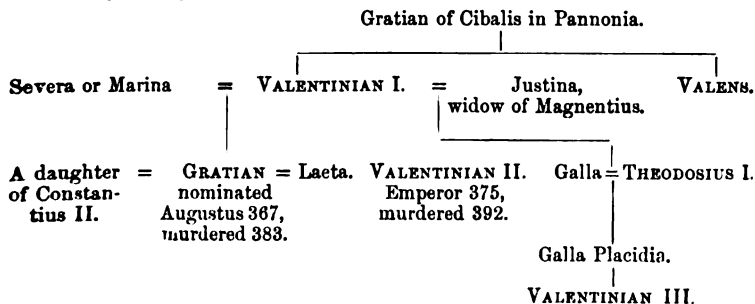 Gratian of Cibalis in Pannonia.
Severa or Marina = VALENTINIAN I. = Justina, VALENS.
widow of Magnentius.
A daughter = GRATIAN = Laeta. VALENTINIAN II. Galla = THEODOSIUS I.
of Constan- nominated Emperor 375,
tius II. Augustus 367, murdered 392.
murdered 383.
Galla Placidia.
VALENTINIAN III.